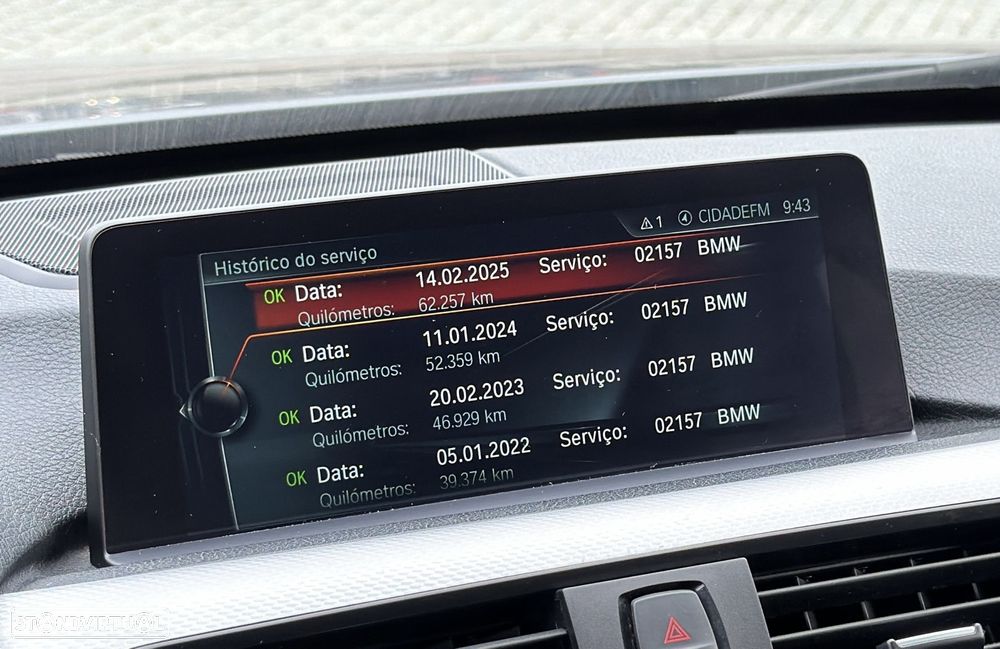 1 4 CIDADEFM 9:43
Histórico do serviço
OK Data: 14.02.2025 Serviço: 02157 BMW
Quilómetros: 62.257 km
OK Data: 11.01.2024 Serviço: 02157 BMW
Quilómetros: 52.359 km
OK Data: 20.02.2023 Serviço: 02157 BMW
Quilómetros: 46.929 km
OK Data: 05.01.2022 Serviço: 02157 BMW
Quilómetros: 39.374 km
STANDVIRTUAL